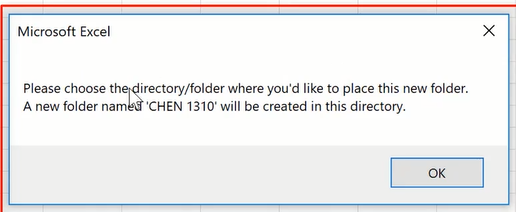 Microsoft Excel
Please choose the directory/folder where you'd like to place this new folder.
A new folder named 'CHEN 1310' will be created in this directory.
OK